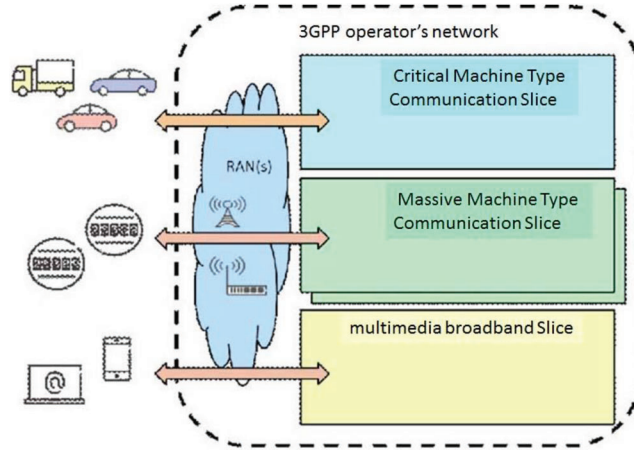 3GPP operator's network
Critical Machine Type
Communication Slice
RAN(s)
Massive Machine Type
Communication Slice
multimedia broadband Slice
@